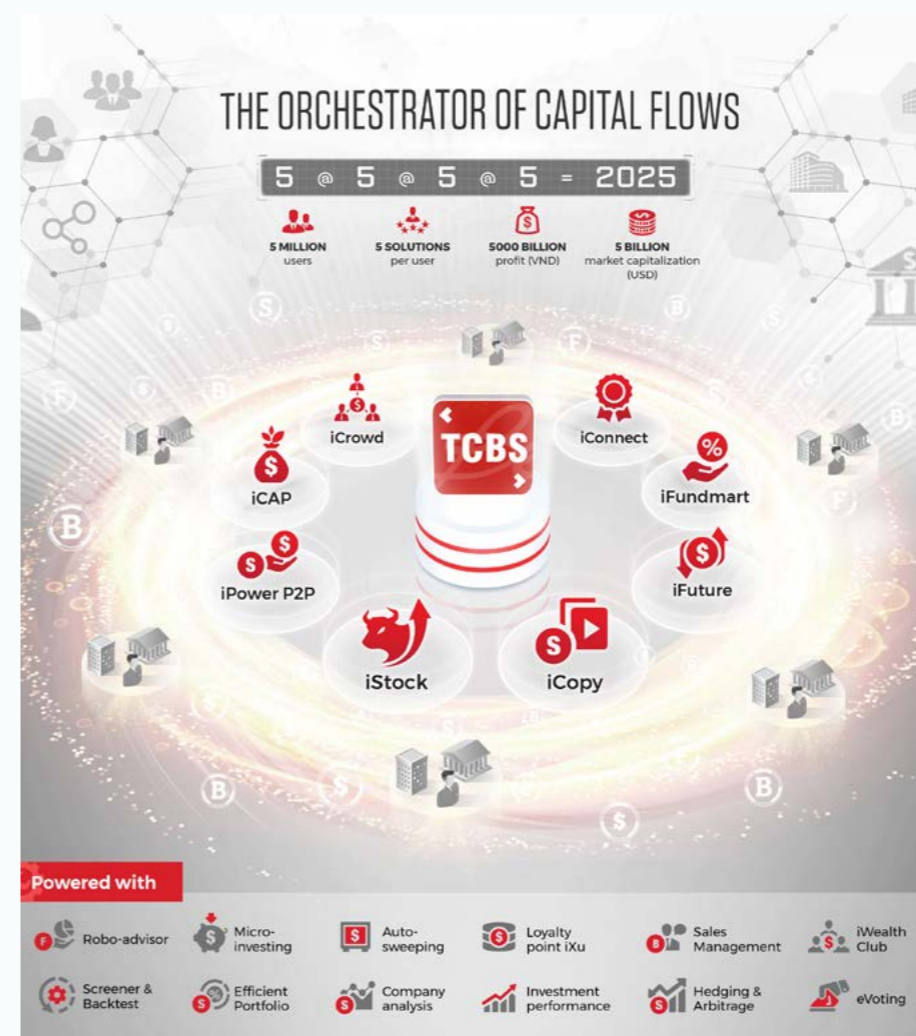 THE ORCHESTRATOR OF CAPITAL FLOWS
5 @ 5 @ 5 @ 5 = 2025
5 MILLION
users
5 SOLUTIONS
per user
5000 BILLION
profit (VND)
5 BILLION
market capitalization
(USD)
iCrowd
TCBS
iConnect
iCAP
iFundmart
iPower P2P
iFuture
iStock
iCopy
Powered with
Robo-advisor
Micro-
investing
Auto-
sweeping
Loyalty
point iXu
Sales
Management
iWealth
Club
Screener &
Backtest
Efficient
Portfolio
Company
analysis
Investment
performance
Hedging &
Arbitrage
eVoting